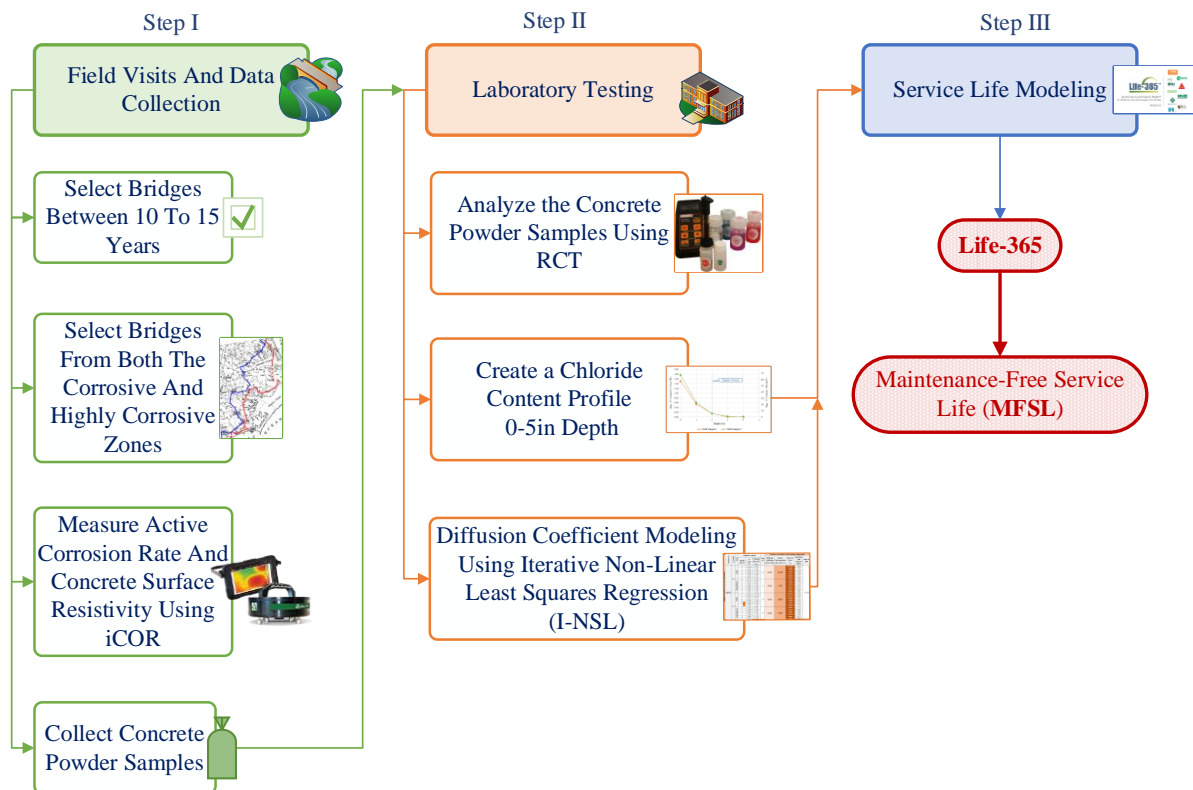 Step I
Field Visits And Data
Collection
Select Bridges
Between 10 To 15
Years
Select Bridges
From Both The
Corrosive And
Highly Corrosive
Zones
Measure Active
Corrosion Rate And
Concrete Surface
Resistivity Using
iCOR
Collect Concrete
Powder Samples
Step II
Laboratory Testing
Analyze the Concrete
Powder Samples Using
RCT
Create a Chloride
Content Profile
0-5in Depth
Diffusion Coefficient Modeling
Using Iterative Non-Linear
Least Squares Regression
(I-NSL)
Step III
Service Life Modeling
Life-365
Life-365
Maintenance-Free Service
Life (MFSL)